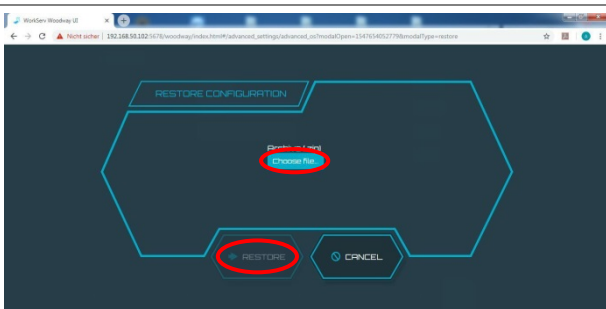 WorkServ Woodway UI
Nicht sicher | 192.168.50.102:5678/woodway/index.html#/advanced_settings/advanced_os?modalOpen=1547654052779&modalType=restore
RESTORE CONFIGURATION
Choose file..
RESTORE
CANCEL